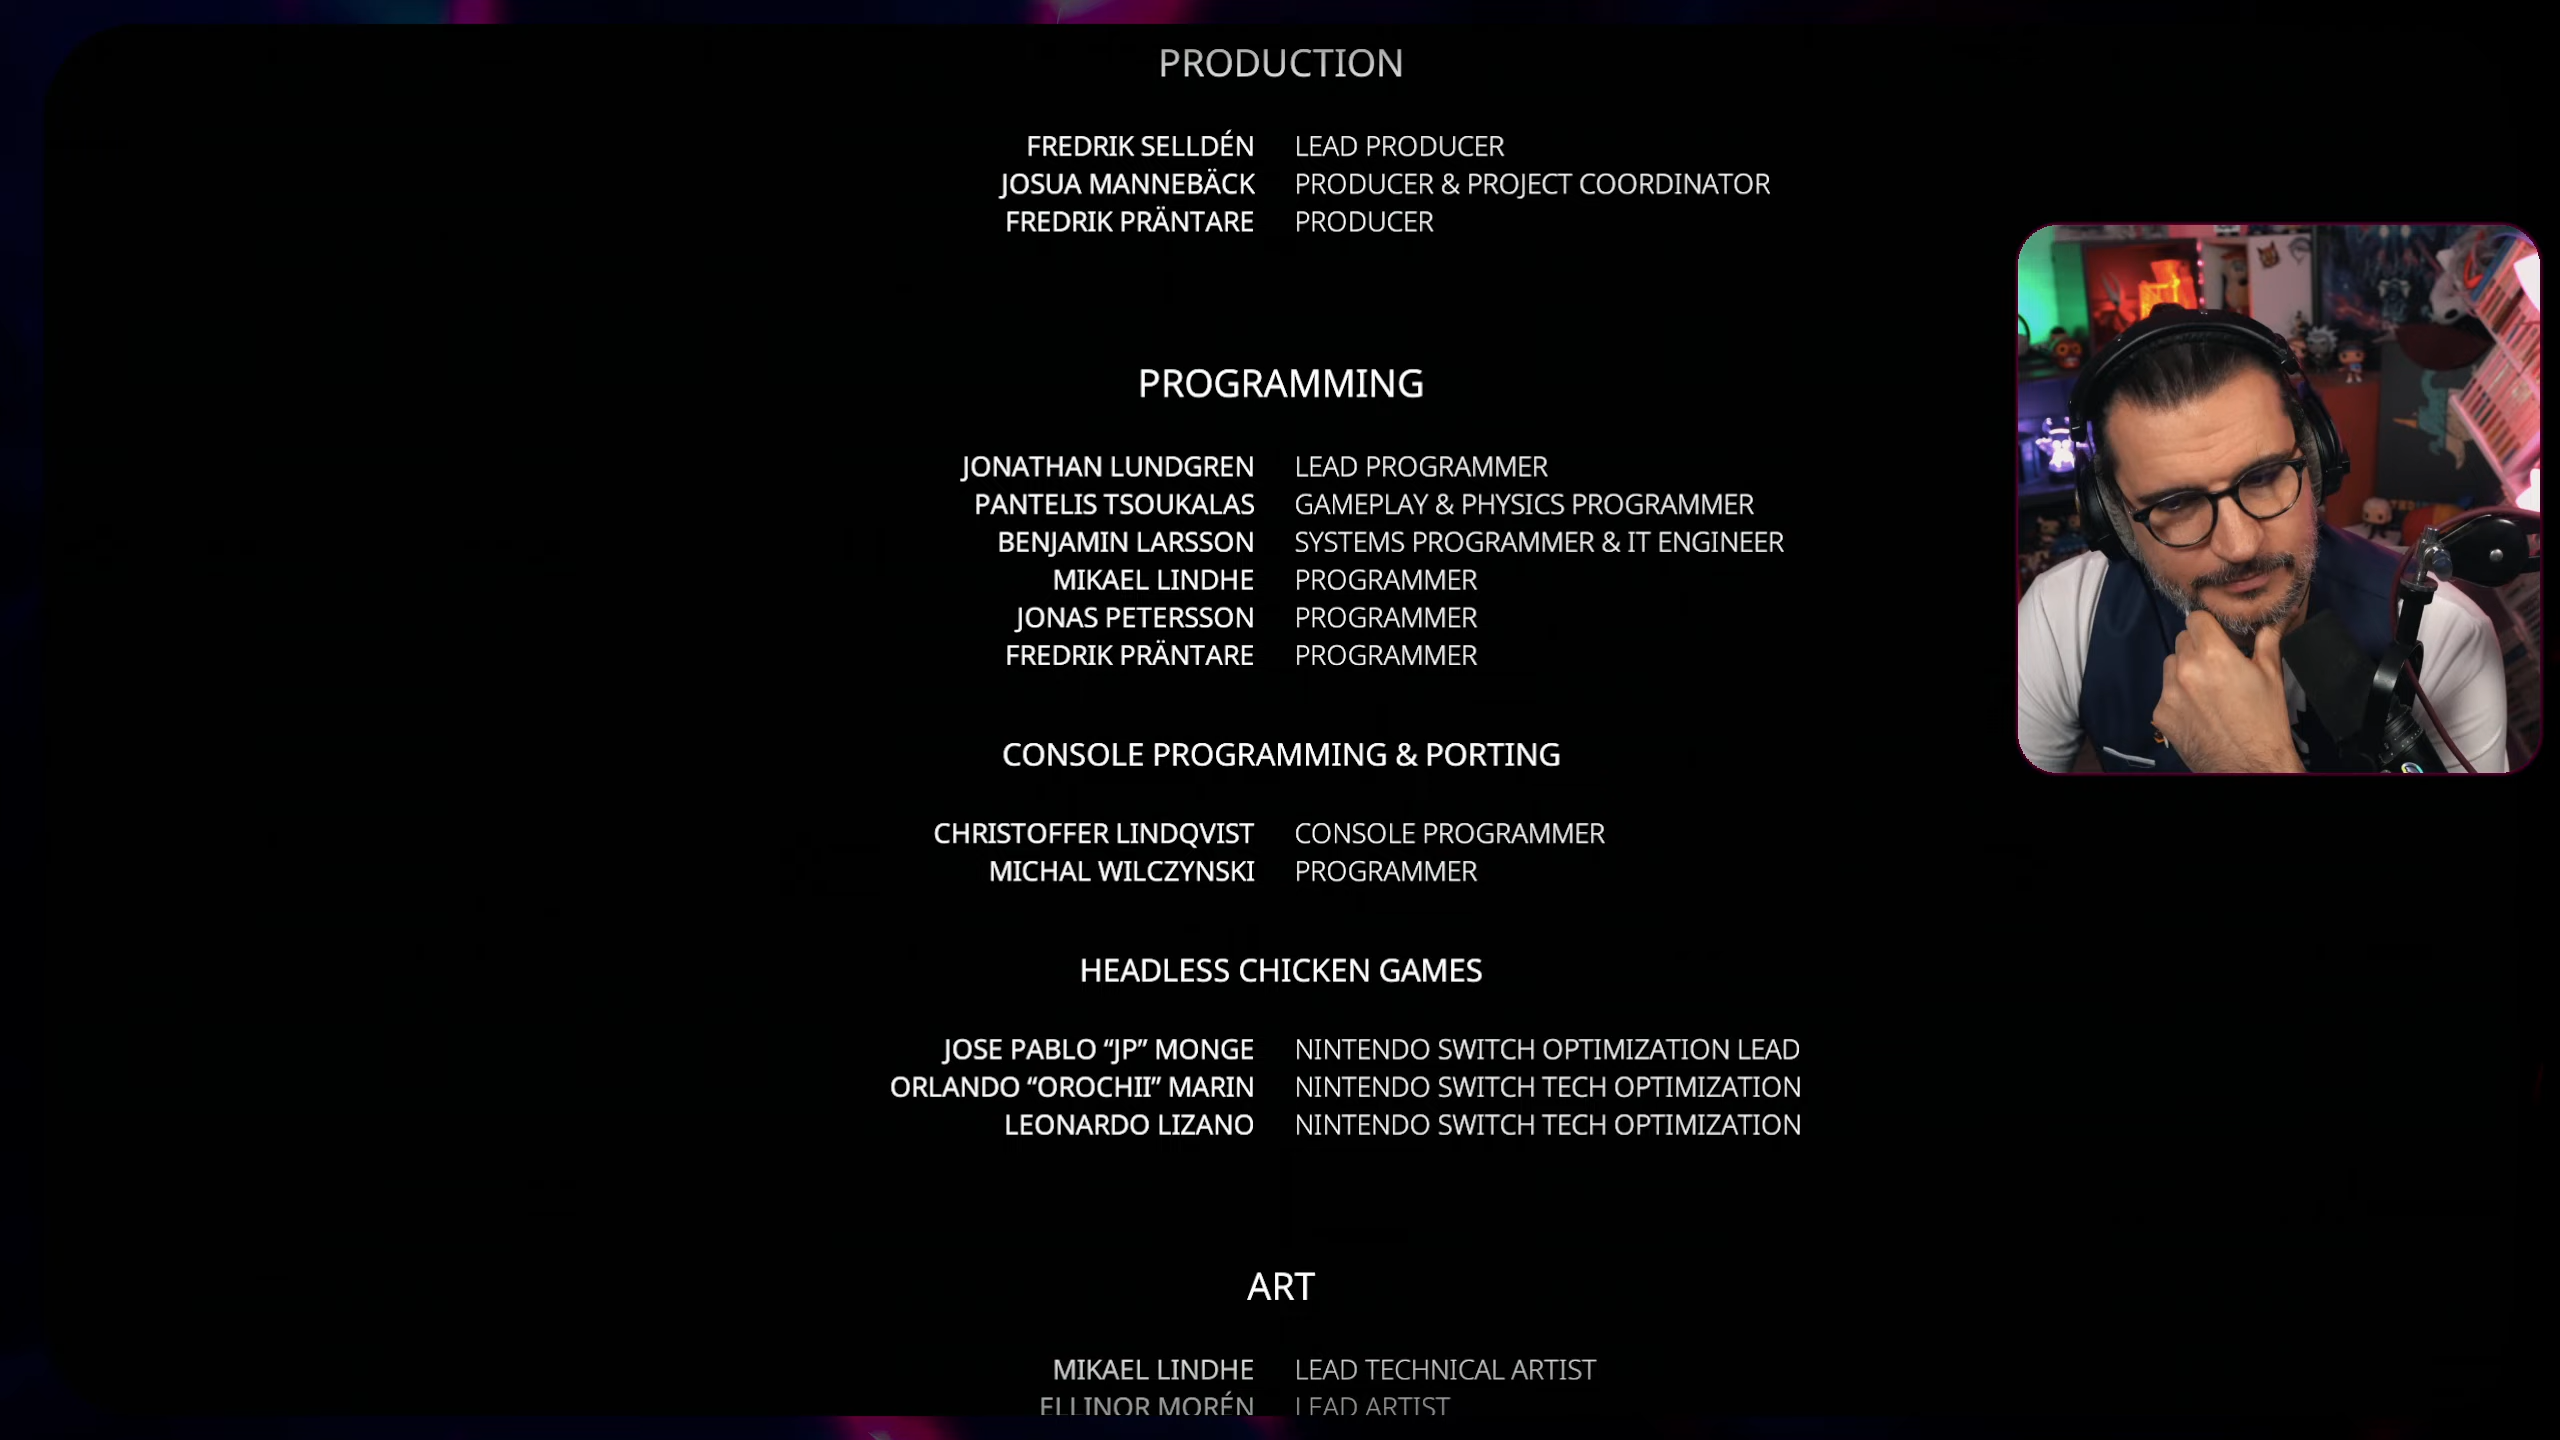 PRODUCTION
FREDRIK SELLDÉN LEAD PRODUCER
JOSUA MANNEBÄCK PRODUCER & PROJECT COORDINATOR
FREDRIK PRÄNTARE PRODUCER
PROGRAMMING
JONATHAN LUNDGREN LEAD PROGRAMMER
PANTELIS TSOUKALAS GAMEPLAY & PHYSICS PROGRAMMER
BENJAMIN LARSSON SYSTEMS PROGRAMMER & IT ENGINEER
MIKAEL LINDHE PROGRAMMER
JONAS PETERSSON PROGRAMMER
FREDRIK PRÄNTARE PROGRAMMER
CONSOLE PROGRAMMING & PORTING
CHRISTOFFER LINDQVIST CONSOLE PROGRAMMER
MICHAL WILCZYNSKI PROGRAMMER
HEADLESS CHICKEN GAMES
JOSE PABLO “JP” MONGE NINTENDO SWITCH OPTIMIZATION LEAD
ORLANDO “OROCHII” MARIN NINTENDO SWITCH TECH OPTIMIZATION
LEONARDO LIZANO NINTENDO SWITCH TECH OPTIMIZATION
ART
MIKAEL LINDHE LEAD TECHNICAL ARTIST
ELLINOR MORÉN LEAD ARTIST